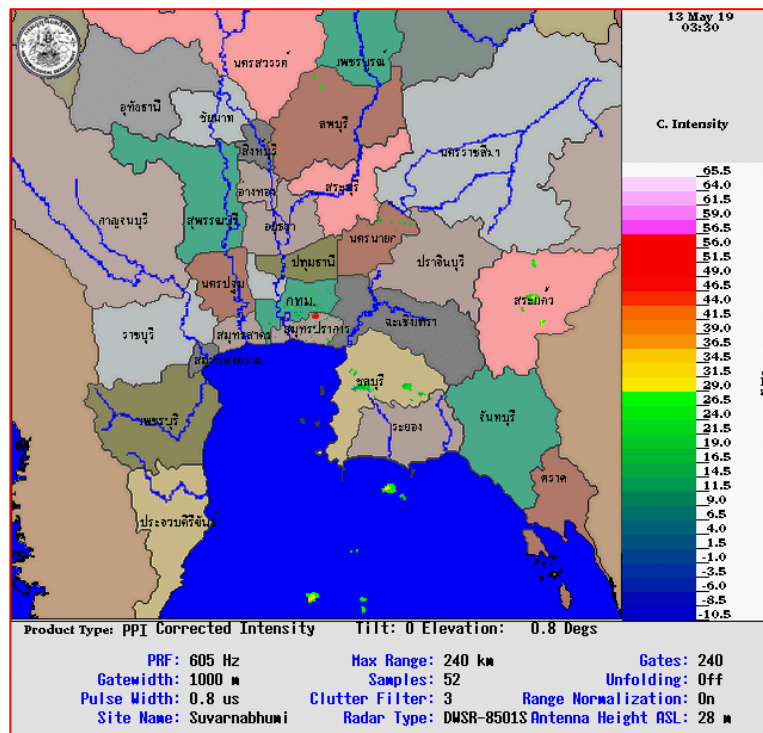 13 May 19
03:30
C. Intensity
65.5
64.0
61.5
59.0
56.5
56.0
51.5
49.0
46.5
44.0
41.5
39.0
36.5
34.5
31.5
29.0
26.5
24.0
21.5
19.0
16.5
14.5
11.5
9.0
6.5
4.0
1.5
-1.0
-3.5
-6.0
-8.5
-10.5
นครสวรรค์
เพชรบูรณ์
อุทัยธานี
ชัยนาท
ลพบุรี
สิงห์บุรี
นครราชสีมา
สระบุรี
อ่างทอง
กาญจนบุรี
สุพรรณบุรี
อยุธยา
นครนายก
ปทุมธานี
ปราจีนบุรี
นครปฐม
กทม.
สระแก้ว
ราชบุรี
สมุทรสาคร
สมุทรปราการ
ฉะเชิงเทรา
สมุทรสงคราม
ชลบุรี
เพชรบุรี
ระยอง
จันทบุรี
ตราด
ประจวบคีรีขันธ์
Product Type: PPI Corrected Intensity Tilt: 0 Elevation: 0.8 Degs
PRF: 605 Hz Max Range: 240 km Gates: 240
Gatewidth: 1000 m Samples: 52 Unfolding: Off
Pulse Width: 0.8 us Clutter Filter: 3 Range Normalization: On
Site Name: Suvarnabhumi Radar Type: DWSR-8501S Antenna Height ASL: 28 m